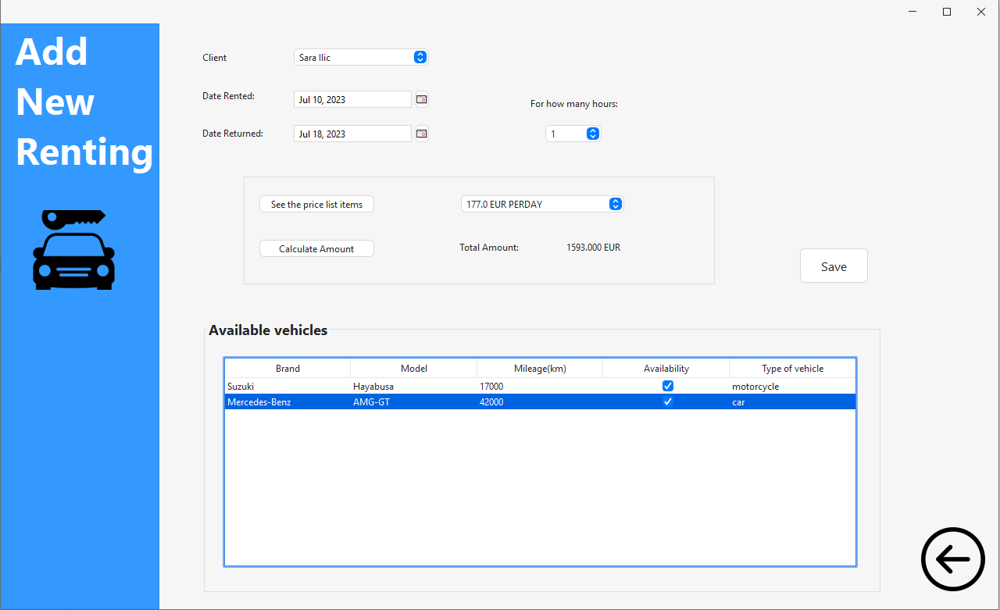 Add
New
Renting
Client
Sara Ilic
Date Rented:
Jul 10, 2023
For how many hours:
Date Returned:
Jul 18, 2023
1
See the price list items
177.0 EUR PERDAY
Calculate Amount
Total Amount:
1593.000 EUR
Save
Available vehicles
Brand Model Mileage(km) Availability Type of vehicle
Suzuki Hayabusa 17000 motorcycle
Mercedes-Benz AMG-GT 42000 car